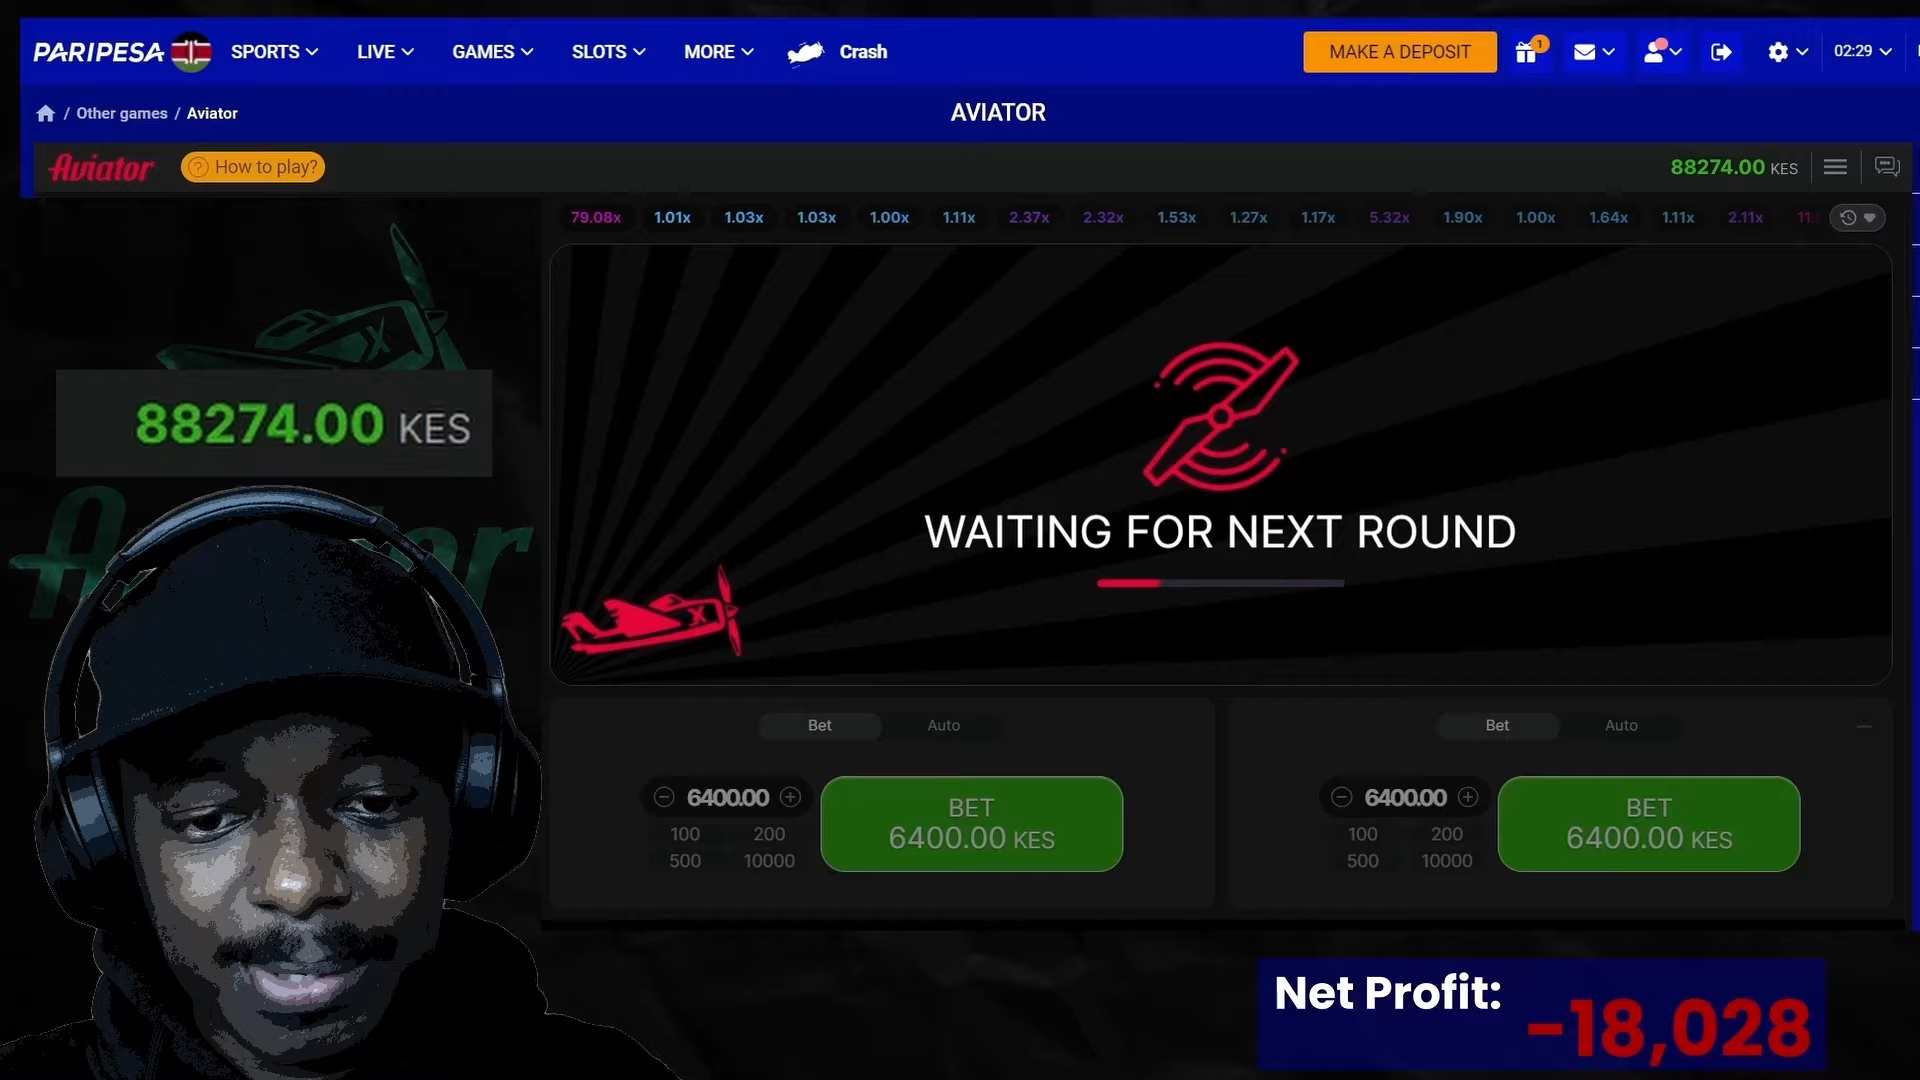 PARIPESA SPORTS LIVE GAMES SLOTS MORE Crash MAKE A DEPOSIT 1 02:29
/ Other games / Aviator
AVIATOR
Aviator ? How to play? 88274.00 KES
79.08x 1.01x 1.03x 1.03x 1.00x 1.11x 2.37x 2.32x 1.53x 1.27x 1.17x 5.32x 1.90x 1.00x 1.64x 1.11x 2.11x
88274.00 KES
WAITING FOR NEXT ROUND
Bet Auto
6400.00
100 200
500 10000
BET
6400.00 KES
Bet Auto
6400.00
100 200
500 10000
BET
6400.00 KES
Net Profit:
-18,028